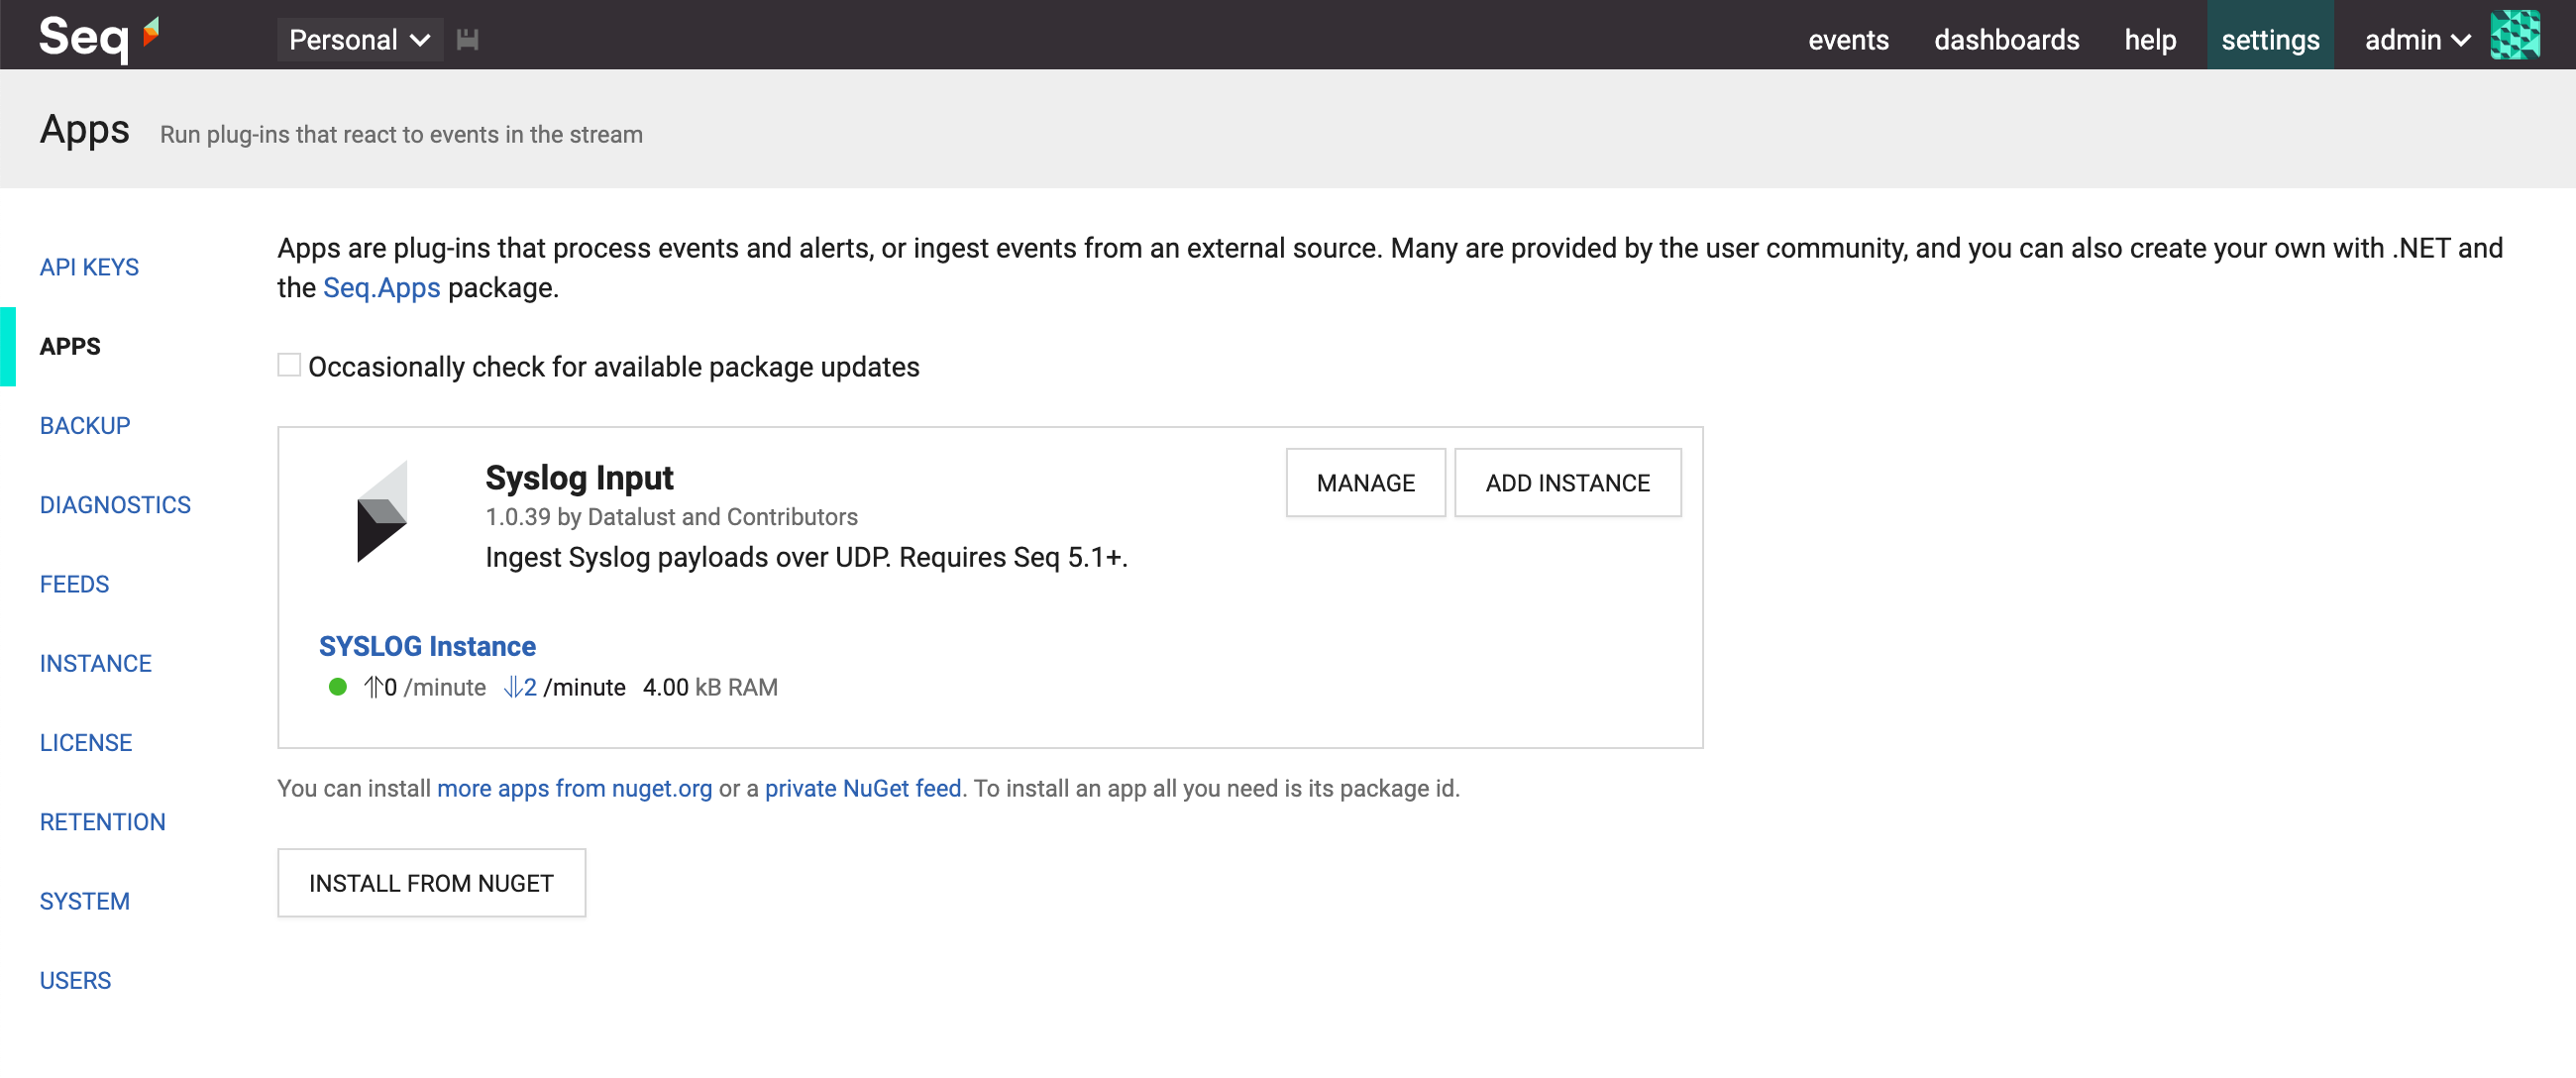 Seq
Personal
events dashboards help settings admin
Apps Run plug-ins that react to events in the stream
API KEYS
APPS
BACKUP
DIAGNOSTICS
FEEDS
INSTANCE
LICENSE
RETENTION
SYSTEM
USERS
Apps are plug-ins that process events and alerts, or ingest events from an external source. Many are provided by the user community, and you can also create your own with .NET and
the Seq.Apps package.
Occasionally check for available package updates
Syslog Input
1.0.39 by Datalust and Contributors
Ingest Syslog payloads over UDP. Requires Seq 5.1+.
MANAGE ADD INSTANCE
SYSLOG Instance
⥣0 /minute ⥥2 /minute 4.00 kB RAM
You can install more apps from nuget.org or a private NuGet feed. To install an app all you need is its package id.
INSTALL FROM NUGET